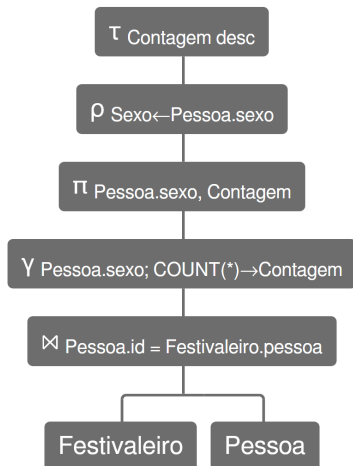 τ Contagem desc
ρ Sexo←Pessoa.sexo
π Pessoa.sexo, Contagem
γ Pessoa.sexo; COUNT(*)→Contagem
⋈ Pessoa.id = Festivaleiro.pessoa
Festivaleiro Pessoa